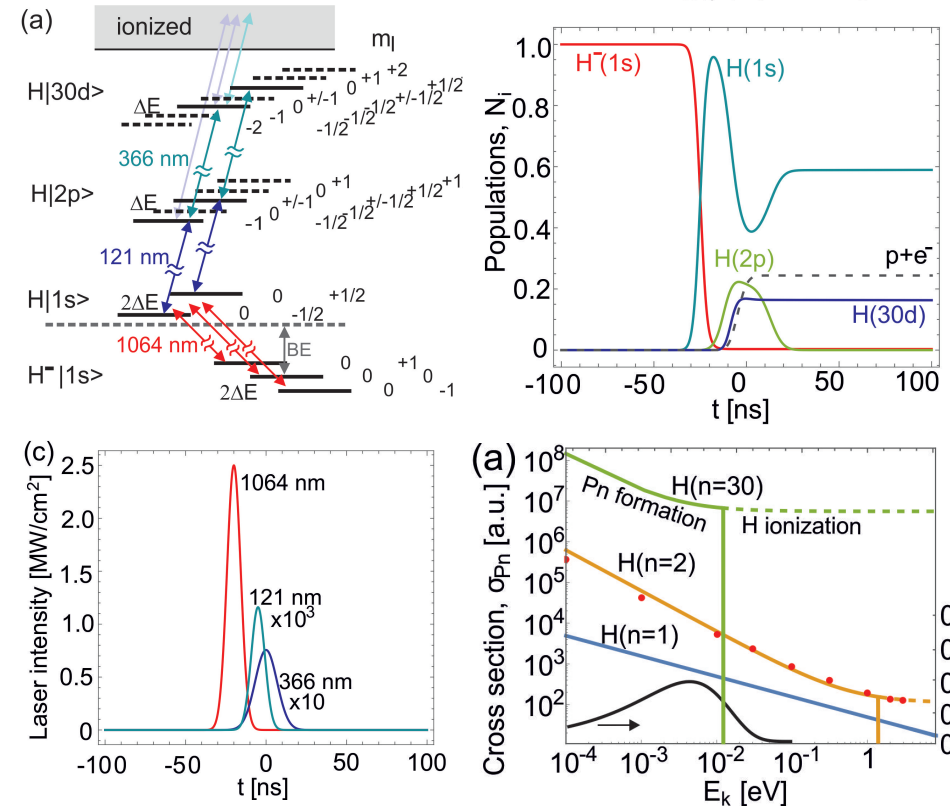 (a)
ionized
m_l
H|30d>
ΔE
-2 -1 0 +/-1 0 +1 +2
-1/2 -1/2 -1/2 +/-1/2 +1/2
366 nm
H|2p>
ΔE
-1 0 +/-1 0 +1
-1/2 -1/2 +/-1/2 +1/2 +1
121 nm
H|1s>
2ΔE
0 0
-1/2 +1/2
1064 nm
BE
H⁻|1s>
2ΔE
0 0 +1
0 0 -1
Populations, N_i
1.0
0.8
0.6
0.4
0.2
0
H⁻(1s)
H(1s)
H(2p)
p+e⁻
H(30d)
-100 -50 0 50 100
t [ns]
(c)
Laser intensity [MW/cm²]
2.5
2.0
1.5
1.0
0.5
0
1064 nm
121 nm
x10³
366 nm
x10
-100 -50 0 50 100
t [ns]
(a)
Cross section, σ_Pn [a.u.]
10⁸
10⁷
10⁶
10⁵
10⁴
10³
10²
H(n=30)
Pn formation
H ionization
H(n=2)
H(n=1)
10⁻⁴ 10⁻³ 10⁻² 10⁻¹ 1
E_k [eV]